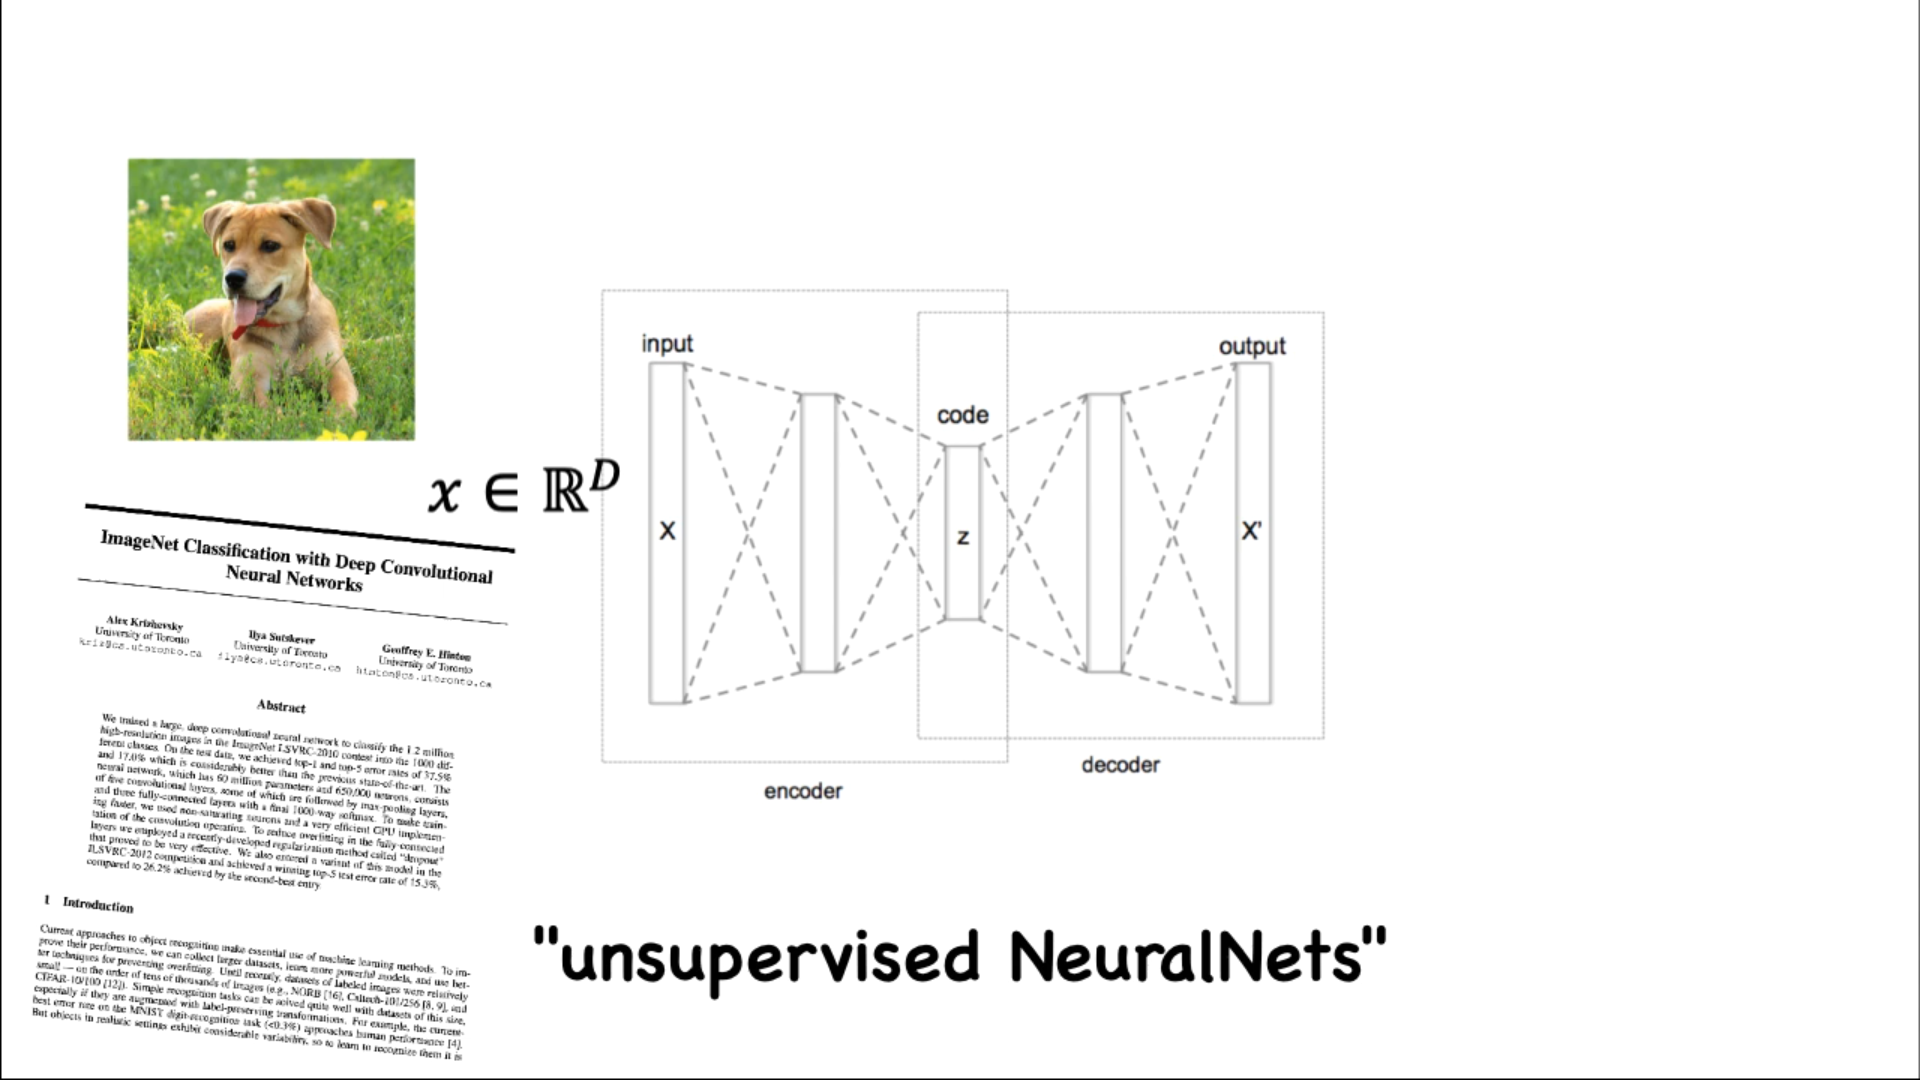 x ∈ ℝᴰ
ImageNet Classification with Deep Convolutional
Neural Networks
Alex Krizhevsky
University of Toronto
kriz@cs.utoronto.ca
Ilya Sutskever
University of Toronto
ilya@cs.utoronto.ca
Geoffrey E. Hinton
University of Toronto
hinton@cs.utoronto.ca
Abstract
We trained a large, deep convolutional neural network to classify the 1.2 million
high-resolution images in the ImageNet LSVRC-2010 contest into the 1000 dif-
ferent classes. On the test data, we achieved top-1 and top-5 error rates of 37.5%
and 17.0% which is considerably better than the previous state-of-the-art. The
neural network, which has 60 million parameters and 650,000 neurons, consists
of five convolutional layers, some of which are followed by max-pooling layers,
and three fully-connected layers with a final 1000-way softmax. To make train-
ing faster, we used non-saturating neurons and a very efficient GPU implemen-
tation of the convolution operation. To reduce overfitting in the fully-connected
layers we employed a recently-developed regularization method called "dropout"
that proved to be very effective. We also entered a variant of this model in the
ILSVRC-2012 competition and achieved a winning top-5 test error rate of 15.3%,
compared to 26.2% achieved by the second-best entry.
1 Introduction
Current approaches to object recognition make essential use of machine learning methods. To im-
prove their performance, we can collect larger datasets, learn more powerful models, and use bet-
ter techniques for preventing overfitting. Until recently, datasets of labeled images were relatively
small — on the order of tens of thousands of images (e.g., NORB [16], Caltech-101/256 [8, 9], and
CIFAR-10/100 [12]). Simple recognition tasks can be solved quite well with datasets of this size,
especially if they are augmented with label-preserving transformations. For example, the current-
best error rate on the MNIST digit-recognition task (<0.3%) approaches human performance [4].
But objects in realistic settings exhibit considerable variability, so to learn to recognize them it is
input
X
code
z
output
X'
encoder
decoder
"unsupervised NeuralNets"